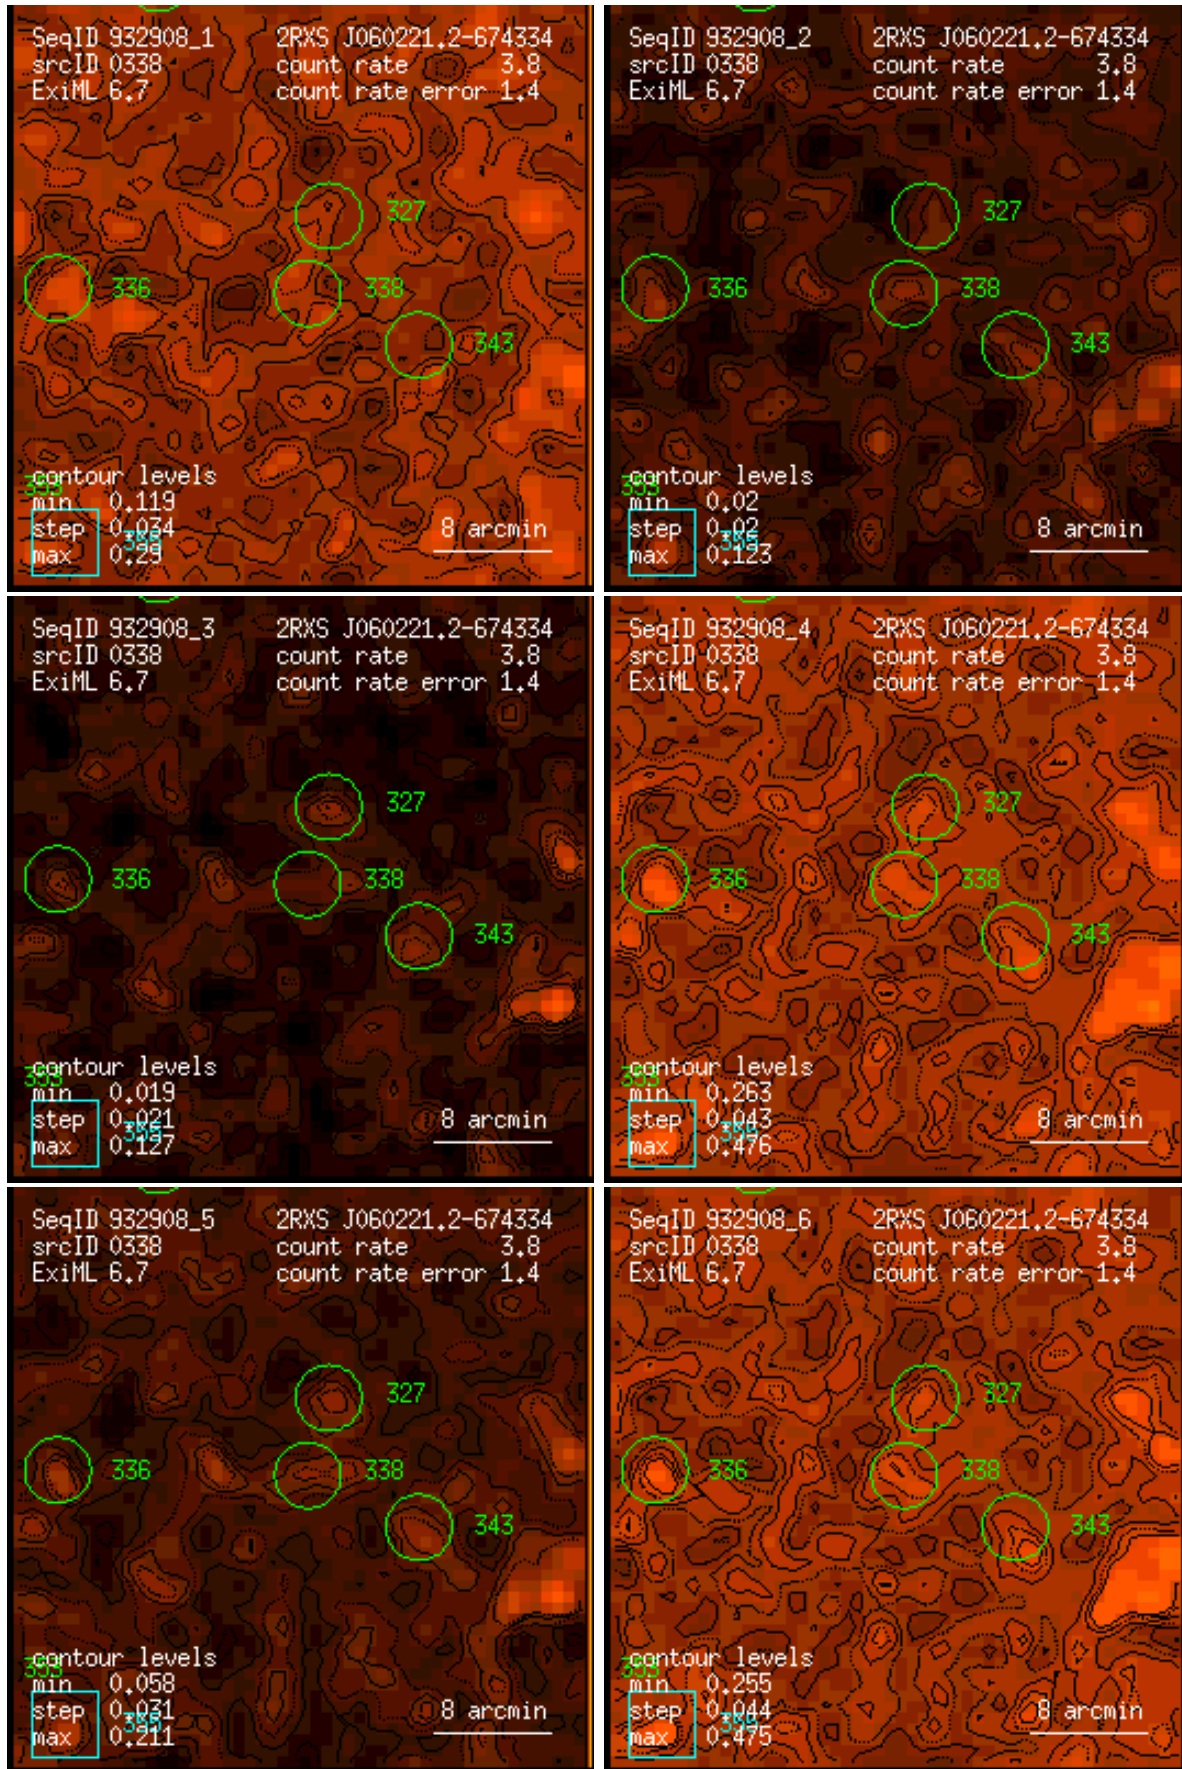 SeqID 932908_1 2RXS J060221.2-674334
srcID 0338 count rate 3.8
ExiML 6.7 count rate error 1.4
327
336
338
343
contour levels
353
min 0.119
step 0.034
max 0.29
8 arcmin
SeqID 932908_2 2RXS J060221.2-674334
srcID 0338 count rate 3.8
ExiML 6.7 count rate error 1.4
327
336
338
343
contour levels
353
min 0.02
step 0.02
max 0.123
8 arcmin
SeqID 932908_3 2RXS J060221.2-674334
srcID 0338 count rate 3.8
ExiML 6.7 count rate error 1.4
327
336
338
343
contour levels
353
min 0.019
step 0.021
max 0.127
8 arcmin
SeqID 932908_4 2RXS J060221.2-674334
srcID 0338 count rate 3.8
ExiML 6.7 count rate error 1.4
327
336
338
343
contour levels
353
min 0.263
step 0.043
max 0.476
8 arcmin
SeqID 932908_5 2RXS J060221.2-674334
srcID 0338 count rate 3.8
ExiML 6.7 count rate error 1.4
327
336
338
343
contour levels
353
min 0.058
step 0.031
max 0.211
8 arcmin
SeqID 932908_6 2RXS J060221.2-674334
srcID 0338 count rate 3.8
ExiML 6.7 count rate error 1.4
327
336
338
343
contour levels
353
min 0.255
step 0.044
max 0.475
8 arcmin